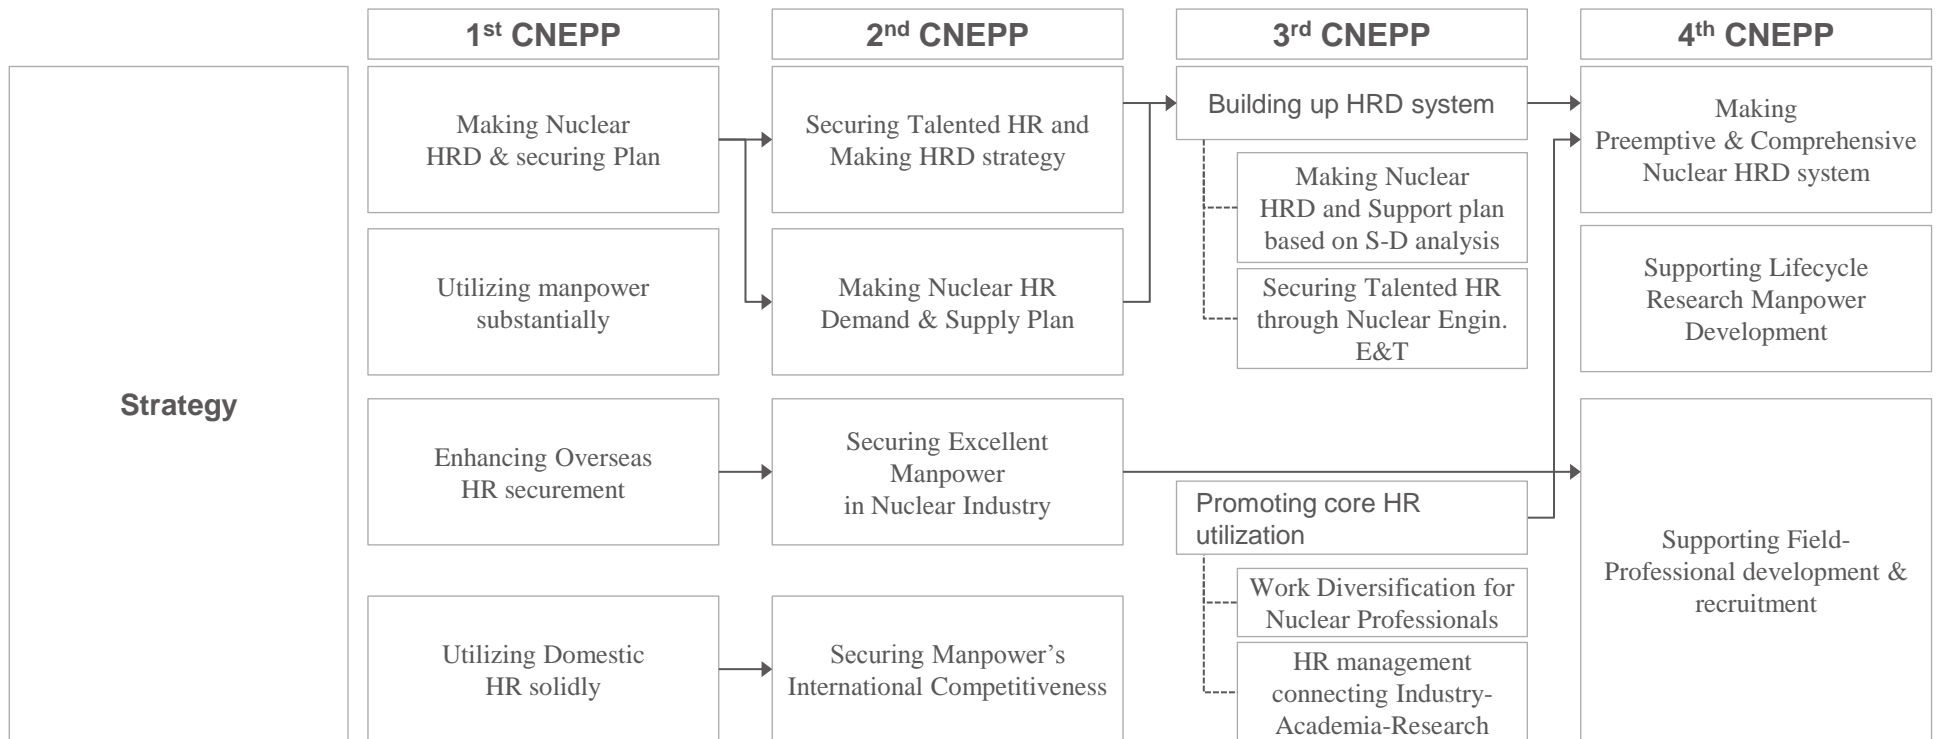 1st CNEPP
2nd CNEPP
3rd CNEPP
4th CNEPP
Strategy
Making Nuclear
HRD & securing Plan
Utilizing manpower
substantially
Enhancing Overseas
HR securement
Utilizing Domestic
HR solidly
Securing Talented HR and
Making HRD strategy
Making Nuclear HR
Demand & Supply Plan
Securing Excellent
Manpower
in Nuclear Industry
Securing Manpower’s
International Competitiveness
Building up HRD system
Making Nuclear
HRD and Support plan
based on S-D analysis
Securing Talented HR
through Nuclear Engin.
E&T
Promoting core HR
utilization
Work Diversification for
Nuclear Professionals
HR management
connecting Industry-
Academia-Research
Making
Preemptive & Comprehensive
Nuclear HRD system
Supporting Lifecycle
Research Manpower
Development
Supporting Field-
Professional development &
recruitment